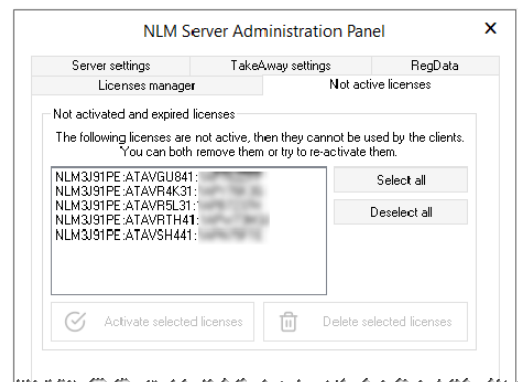 NLM Server Administration Panel
Server settings
TakeAway settings
RegData
Licenses manager
Not active licenses
Not activated and expired licenses
The following licenses are not active, then they cannot be used by the clients.
You can both remove them or try to re-activate them.
NLM3J91PE:ATAVGU841:
NLM3J91PE:ATAVR4K31:
NLM3J91PE:ATAVR5L31:
NLM3J91PE:ATAVRTH41:
NLM3J91PE:ATAVSH441:
Select all
Deselect all
Activate selected licenses
Delete selected licenses